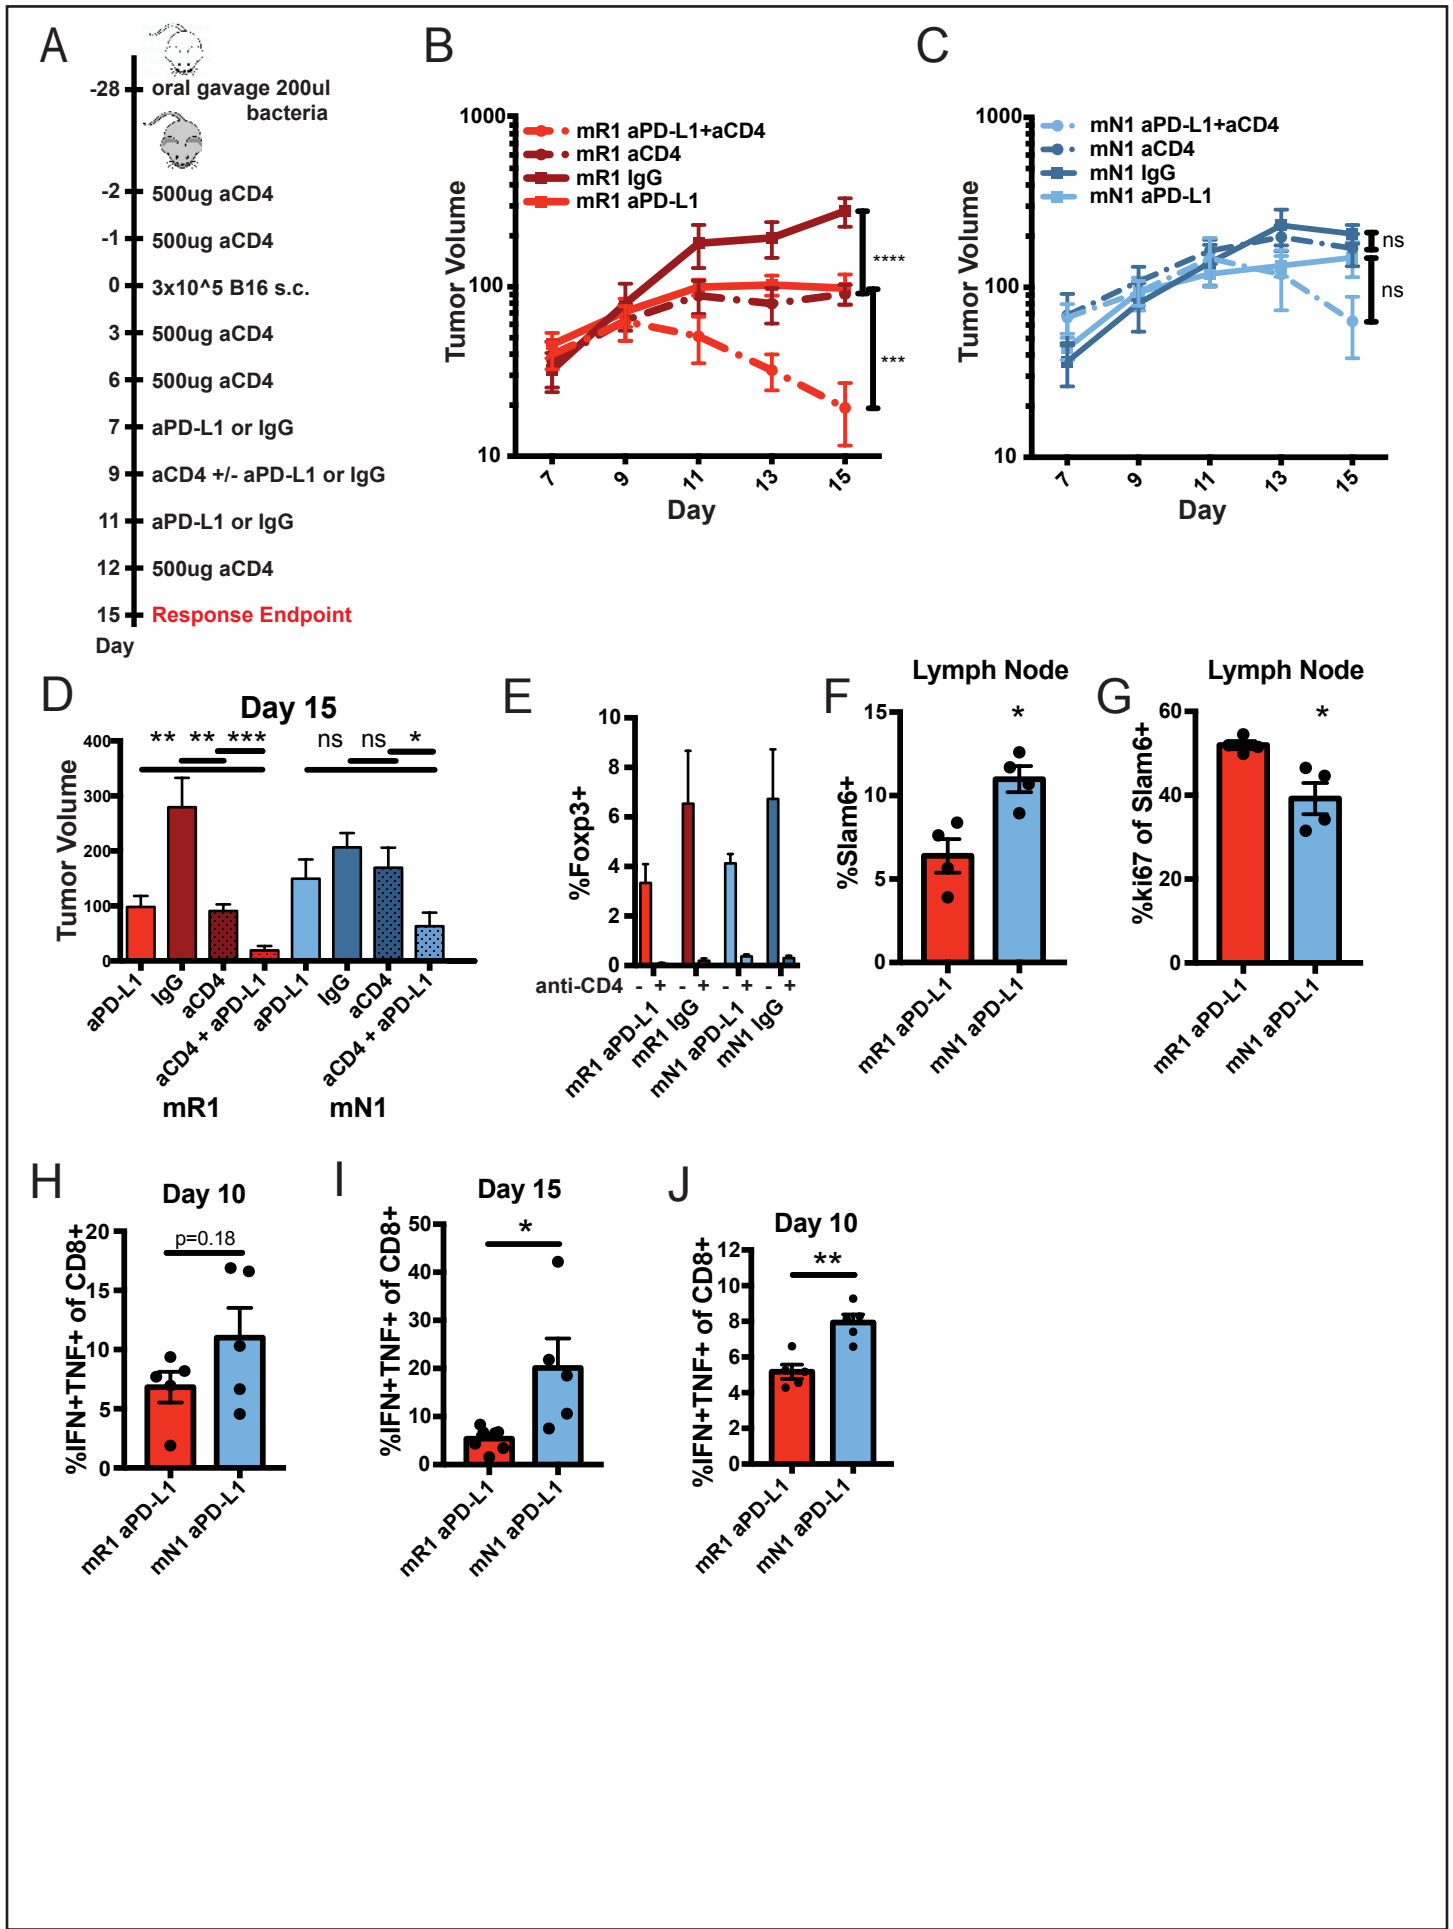 A
-28 oral gavage 200ul
bacteria
-2 500ug aCD4
-1 500ug aCD4
0 3x10^5 B16 s.c.
3 500ug aCD4
6 500ug aCD4
7 aPD-L1 or IgG
9 aCD4 +/- aPD-L1 or IgG
11 aPD-L1 or IgG
12 500ug aCD4
15 Response Endpoint
Day
B
Tumor Volume
1000
100
10
mR1 aPD-L1+aCD4
mR1 aCD4
mR1 IgG
mR1 aPD-L1
****
***
7 9 11 13 15
Day
C
Tumor Volume
1000
100
10
mN1 aPD-L1+aCD4
mN1 aCD4
mN1 IgG
mN1 aPD-L1
ns
ns
7 9 11 13 15
Day
D
Day 15
** ** *** ns ns *
Tumor Volume
400
300
200
100
0
aPD-L1 IgG aCD4 aCD4 + aPD-L1 aPD-L1 IgG aCD4 aCD4 + aPD-L1
mR1 mN1
E
%Foxp3+
10
8
6
4
2
0
anti-CD4 - + - + - + - +
mR1 aPD-L1 mR1 IgG mN1 aPD-L1 mN1 IgG
F
Lymph Node
*
%Slam6+
15
10
5
0
mR1 aPD-L1 mN1 aPD-L1
G
Lymph Node
*
%ki67 of Slam6+
60
40
20
0
mR1 aPD-L1 mN1 aPD-L1
H
Day 10
p=0.18
%IFN+TNF+ of CD8+
20
15
10
5
0
mR1 aPD-L1 mN1 aPD-L1
I
Day 15
*
%IFN+TNF+ of CD8+
50
40
30
20
10
0
mR1 aPD-L1 mN1 aPD-L1
J
Day 10
**
%IFN+TNF+ of CD8+
12
10
8
6
4
2
0
mR1 aPD-L1 mN1 aPD-L1